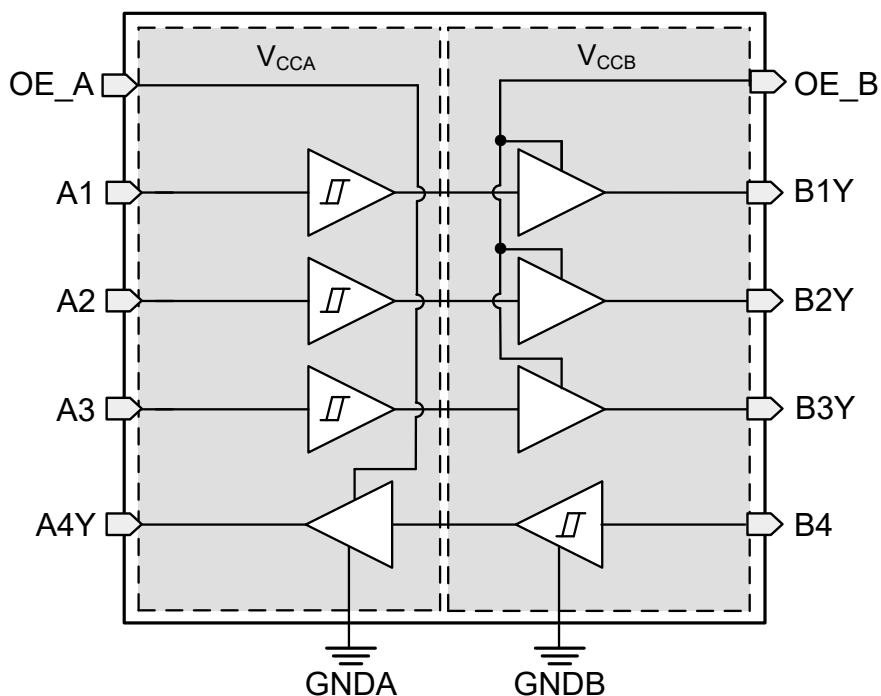 V_CCA
V_CCB
OE_A
OE_B
A1
B1Y
A2
B2Y
A3
B3Y
A4Y
B4
GNDA
GNDB